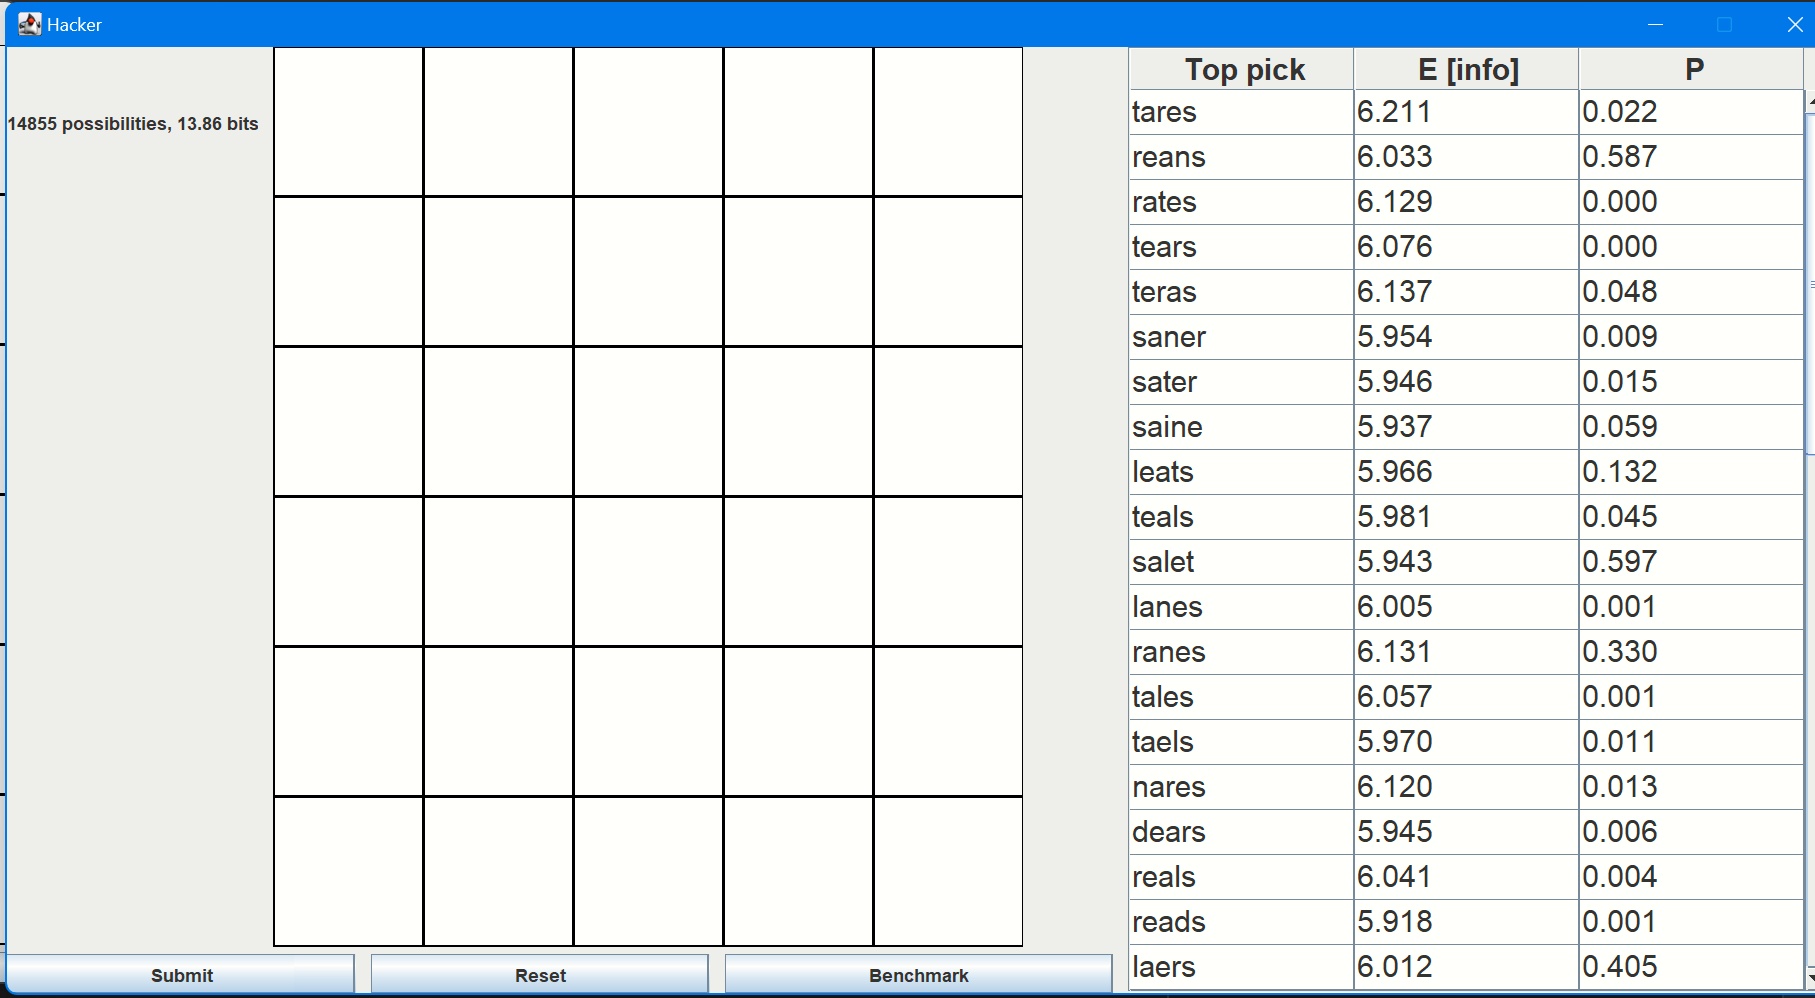 Hacker
14855 possibilities, 13.86 bits
Top pick E [info] P
tares 6.211 0.022
reans 6.033 0.587
rates 6.129 0.000
tears 6.076 0.000
teras 6.137 0.048
saner 5.954 0.009
sater 5.946 0.015
saine 5.937 0.059
leats 5.966 0.132
teals 5.981 0.045
salet 5.943 0.597
lanes 6.005 0.001
ranes 6.131 0.330
tales 6.057 0.001
taels 5.970 0.011
nares 6.120 0.013
dears 5.945 0.006
reals 6.041 0.004
reads 5.918 0.001
laers 6.012 0.405
Submit Reset Benchmark